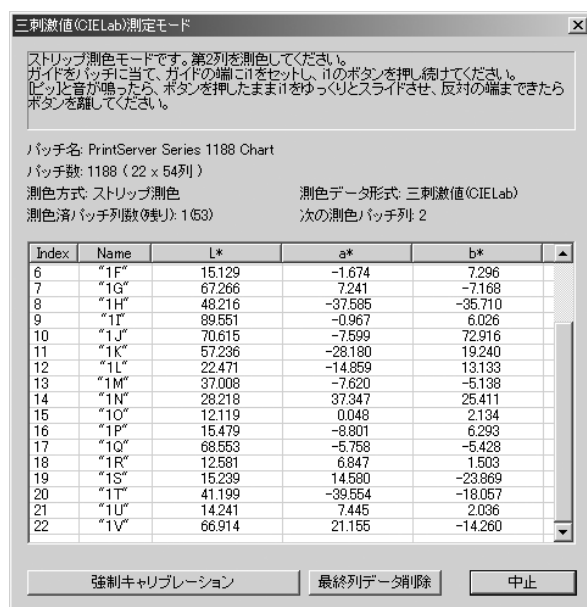 三刺激値(CIELab)測定モード
ストリップ測色モードです。第2列を測色してください。
ガイドをパッチに当て、ガイドの端にi1をセットし、i1のボタンを押し続けてください。
[ピッ]と音が鳴ったら、ボタンを押したままi1をゆっくりとスライドさせ、反対の端まできたら
ボタンを離してください。
パッチ名: PrintServer Series 1188 Chart
パッチ数: 1188 ( 22 x 54列 )
測色方式: ストリップ測色 測色データ形式: 三刺激値(CIELab)
測色済パッチ列数(残り): 1(53) 次の測色パッチ列: 2
Index Name L* a* b*
6 "1F" 15.129 -1.674 7.296
7 "1G" 67.266 7.241 -7.168
8 "1H" 48.216 -37.585 -35.710
9 "1I" 89.551 -0.967 6.026
10 "1J" 70.615 -7.599 72.916
11 "1K" 57.236 -28.180 19.240
12 "1L" 22.471 -14.859 13.133
13 "1M" 37.008 -7.620 -5.138
14 "1N" 28.218 37.347 25.411
15 "1O" 12.119 0.048 2.134
16 "1P" 15.479 -8.801 6.293
17 "1Q" 68.553 -5.758 -5.428
18 "1R" 12.581 6.847 1.503
19 "1S" 15.239 14.580 -23.869
20 "1T" 41.199 -39.554 -18.057
21 "1U" 14.241 7.445 2.036
22 "1V" 66.914 21.155 -14.260
強制キャリブレーション 最終列データ削除 中止